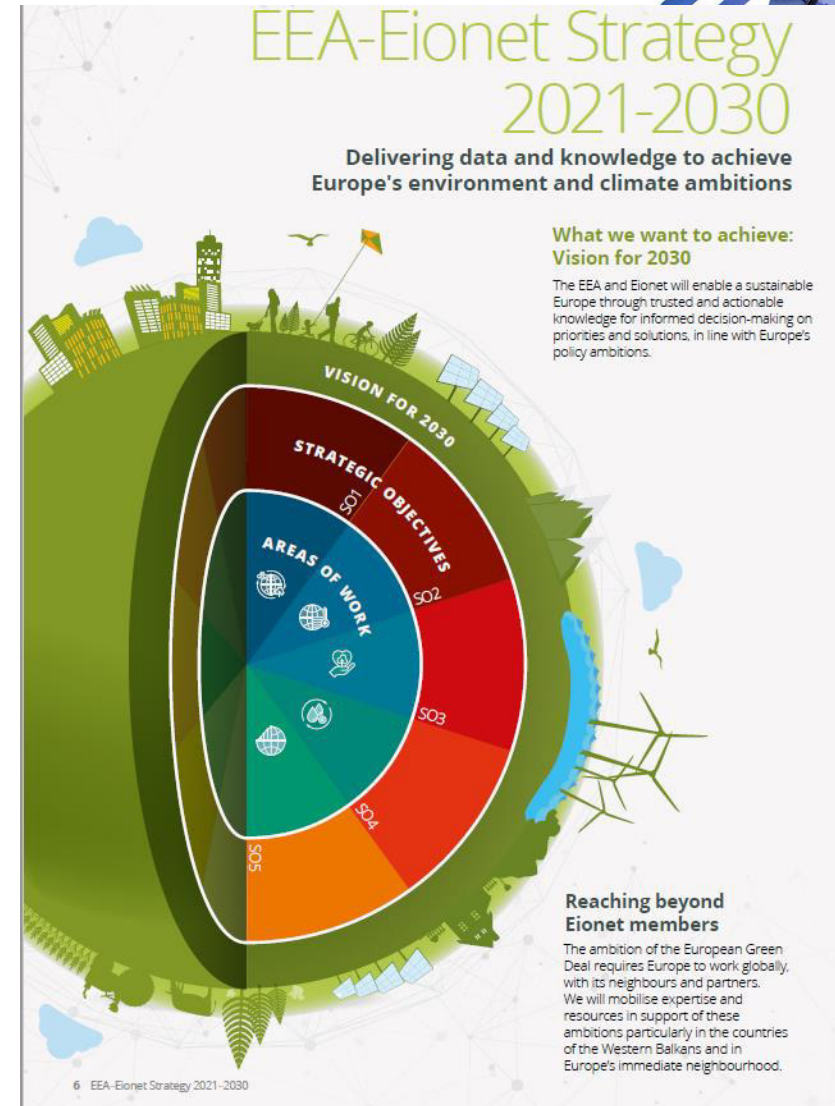 EEA-Eionet Strategy
2021-2030
Delivering data and knowledge to achieve
Europe's environment and climate ambitions
What we want to achieve:
Vision for 2030
The EEA and Eionet will enable a sustainable
Europe through trusted and actionable
knowledge for informed decision-making on
priorities and solutions, in line with Europe's
policy ambitions.
VISION FOR 2030
STRATEGIC OBJECTIVES
SO1
AREAS OF WORK
SO2
SO3
SO4
SO5
Reaching beyond
Eionet members
The ambition of the European Green
Deal requires Europe to work globally,
with its neighbours and partners.
We will mobilise expertise and
resources in support of these
ambitions particularly in the countries
of the Western Balkans and in
Europe's immediate neighbourhood.
6 EEA-Eionet Strategy 2021-2030